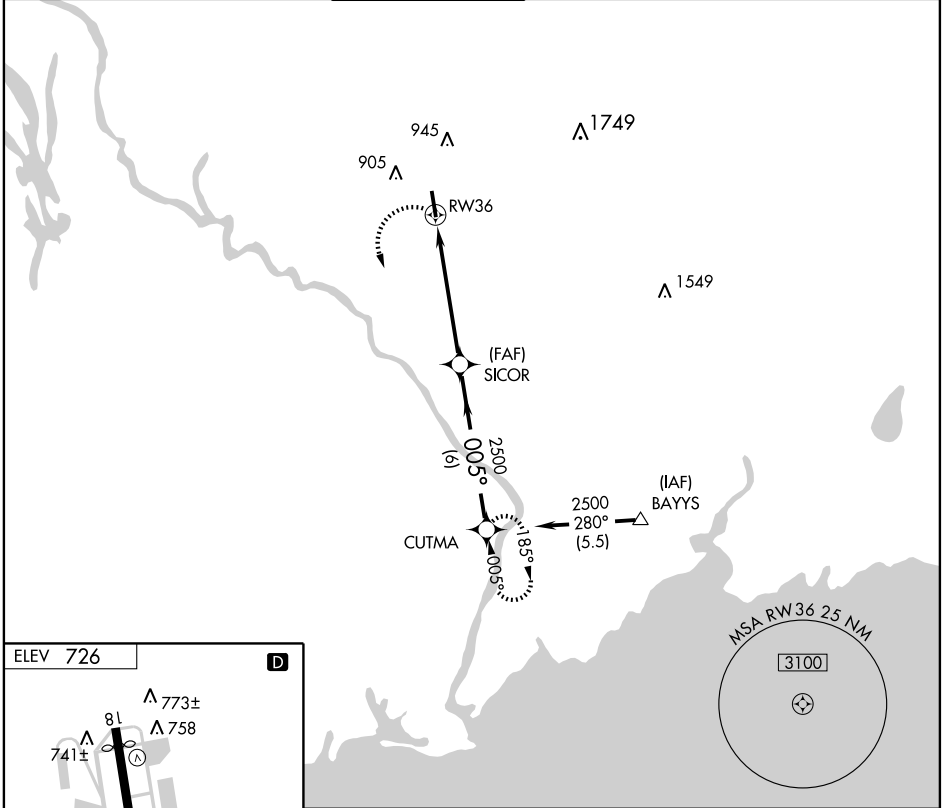 945
1749
905
RW36
1549
(FAF)
SICOR
2500
005°
(6)
(IAF)
BAYYS
2500
280°
(5.5)
CUTMA
185°
005°
MSA RW36 25 NM
3100
ELEV 726
D
773±
18
758
741±